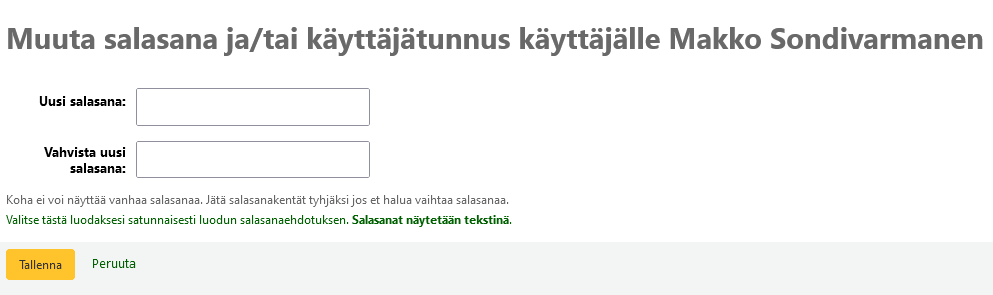 Muuta salasana ja/tai käyttäjätunnus käyttäjälle Makko Sondivarmanen
Uusi salasana:
Vahvista uusi
salasana:
Koha ei voi näyttää vanhaa salasanaa. Jätä salasanakentät tyhjäksi jos et halua vaihtaa salasanaa.
Valitse tästä luodaksesi satunnaisesti luodun salasanaehdotuksen. Salasanat näytetään tekstinä.
Tallenna Peruuta